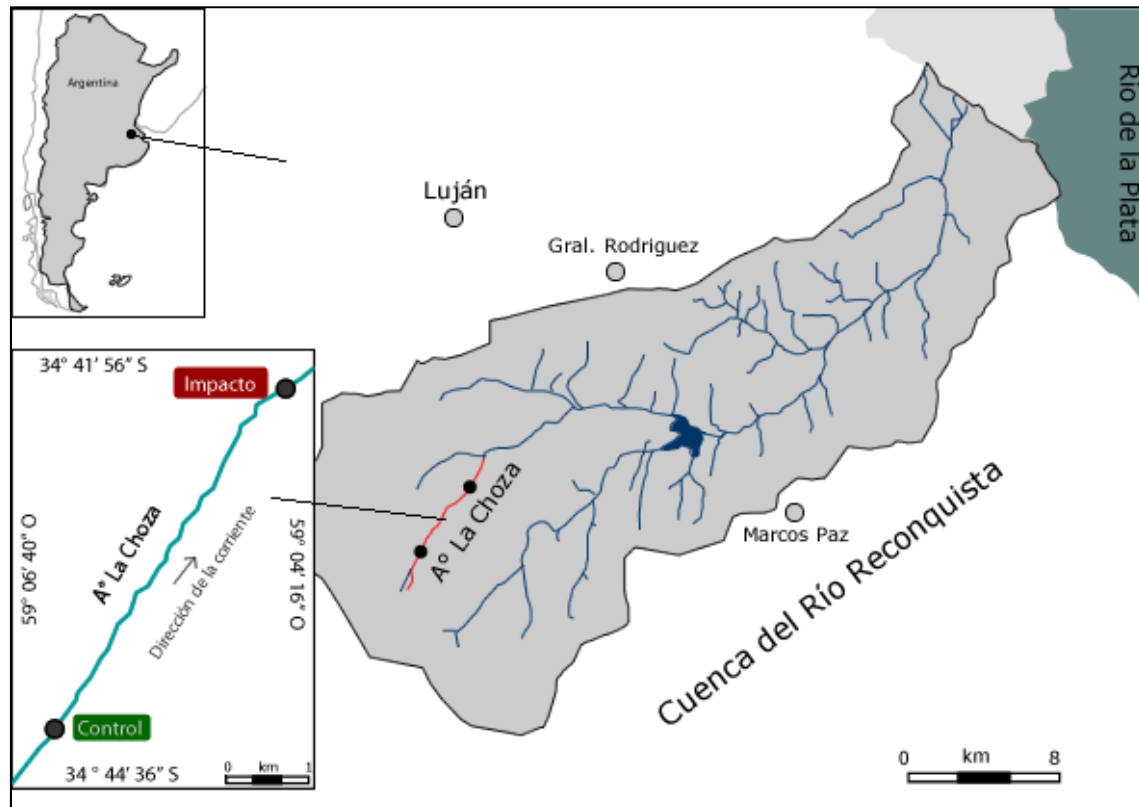 Argentina
Río de la Plata
Luján
Gral. Rodriguez
34° 41’ 56” S
Impacto
A° La Choza
Dirección de la corriente
59° 06’ 40” O
59° 04’ 16” O
Control
34 ° 44’ 36” S
0 km 1
A° La Choza
Marcos Paz
Cuenca del Río Reconquista
0 km 8